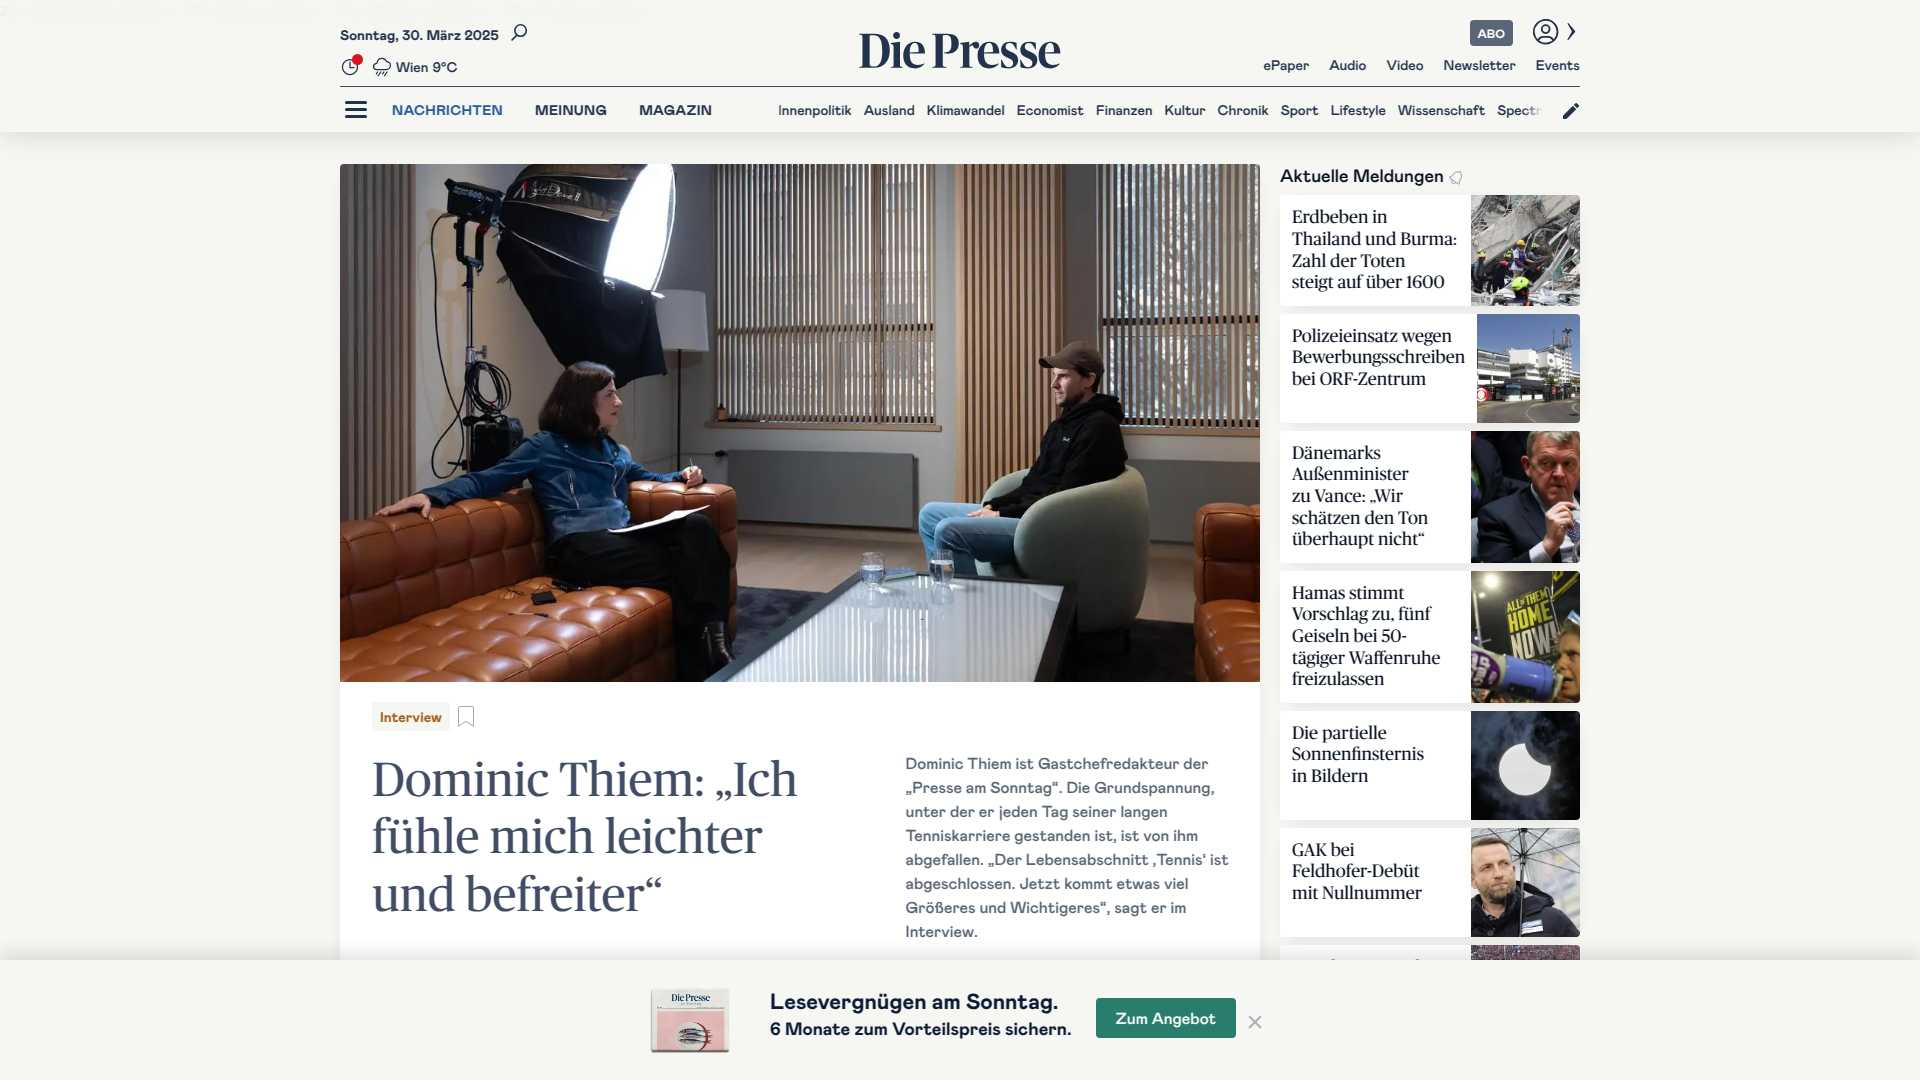 Sonntag, 30. März 2025
Wien 9°C
Die Presse
ABO
ePaper Audio Video Newsletter Events
NACHRICHTEN MEINUNG MAGAZIN
Innenpolitik Ausland Klimawandel Economist Finanzen Kultur Chronik Sport Lifestyle Wissenschaft
Aktuelle Meldungen
Erdbeben in
Thailand und Burma:
Zahl der Toten
steigt auf über 1600
Polizeieinsatz wegen
Bewerbungsschreiben
bei ORF-Zentrum
Dänemarks
Außenminister
zu Vance: „Wir
schätzen den Ton
überhaupt nicht“
Hamas stimmt
Vorschlag zu, fünf
Geiseln bei 50-
tägiger Waffenruhe
freizulassen
ALL OF THEM
HOME
NOW!
Die partielle
Sonnenfinsternis
in Bildern
GAK bei
Feldhofer-Debüt
mit Nullnummer
Interview
Dominic Thiem: „Ich
fühle mich leichter
und befreiter“
Dominic Thiem ist Gastchefredakteur der
„Presse am Sonntag“. Die Grundspannung,
unter der er jeden Tag seiner langen
Tenniskarriere gestanden ist, ist von ihm
abgefallen. „Der Lebensabschnitt ‚Tennis‘ ist
abgeschlossen. Jetzt kommt etwas viel
Größeres und Wichtigeres“, sagt er im
Interview.
Die Presse
Lesevergnügen am Sonntag.
6 Monate zum Vorteilspreis sichern.
Zum Angebot